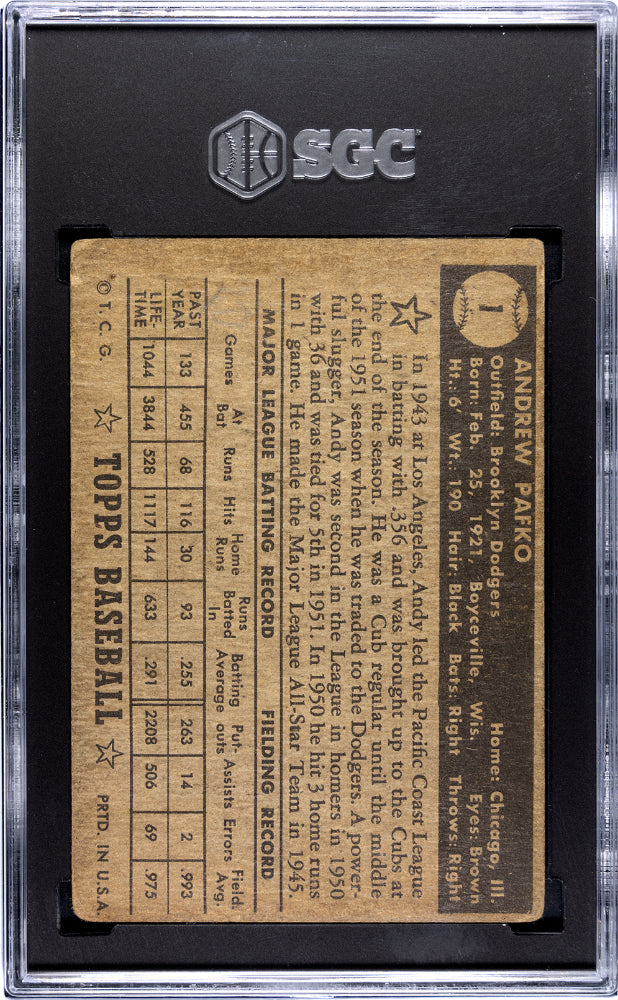 SGC
1
ANDREW PAFKO
Outfield: Brooklyn Dodgers Home: Chicago, Ill.
Born: Feb. 25, 1921, Boyceville, Wis., Eyes: Brown
Ht.: 6' Wt.: 190 Hair: Black Bats: Right Throws: Right
In 1943 at Los Angeles, Andy led the Pacific Coast League
in batting with .356 and was brought up to the Cubs at
the end of the season. He was a Cub regular until the middle
of the 1951 season when he was traded to the Dodgers. A power-
ful slugger, Andy was second in the League in homers in 1950
with 36 and was tied for 5th in 1951. In 1950 he hit 3 home runs
in 1 game. He made the Major League All-Star Team in 1945.
MAJOR LEAGUE BATTING RECORD FIELDING RECORD
Games At Bat Runs Hits Home Runs Runs Batted In Batting Average Put-outs Assists Errors Field. Avg.
PAST YEAR 133 455 68 116 30 93 .255 263 14 2 .993
LIFE-TIME 1044 3844 528 1117 144 633 .291 2208 506 69 .975
© T. C. G. TOPPS BASEBALL PRTD. IN U.S.A.